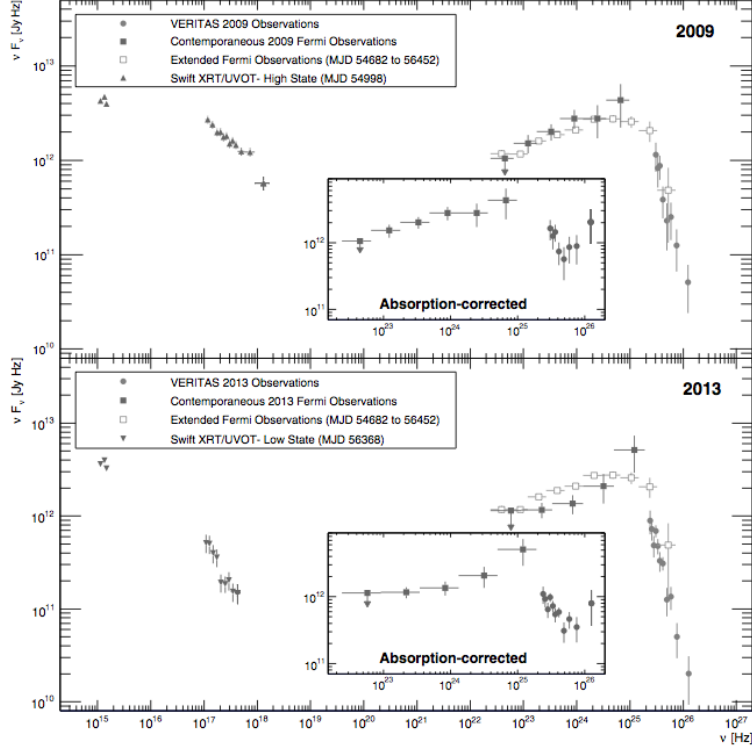 ν Fν [Jy Hz]
VERITAS 2009 Observations
Contemporaneous 2009 Fermi Observations
Extended Fermi Observations (MJD 54682 to 56452)
Swift XRT/UVOT- High State (MJD 54998)
2009
10^13
10^12
10^11
10^10
10^12
10^11
Absorption-corrected
10^23 10^24 10^25 10^26
ν Fν [Jy Hz]
VERITAS 2013 Observations
Contemporaneous 2013 Fermi Observations
Extended Fermi Observations (MJD 54682 to 56452)
Swift XRT/UVOT- Low State (MJD 56368)
2013
10^13
10^12
10^11
10^10
10^12
10^11
Absorption-corrected
10^23 10^24 10^25 10^26
10^15 10^16 10^17 10^18 10^19 10^20 10^21 10^22 10^23 10^24 10^25 10^26 10^27
ν [Hz]